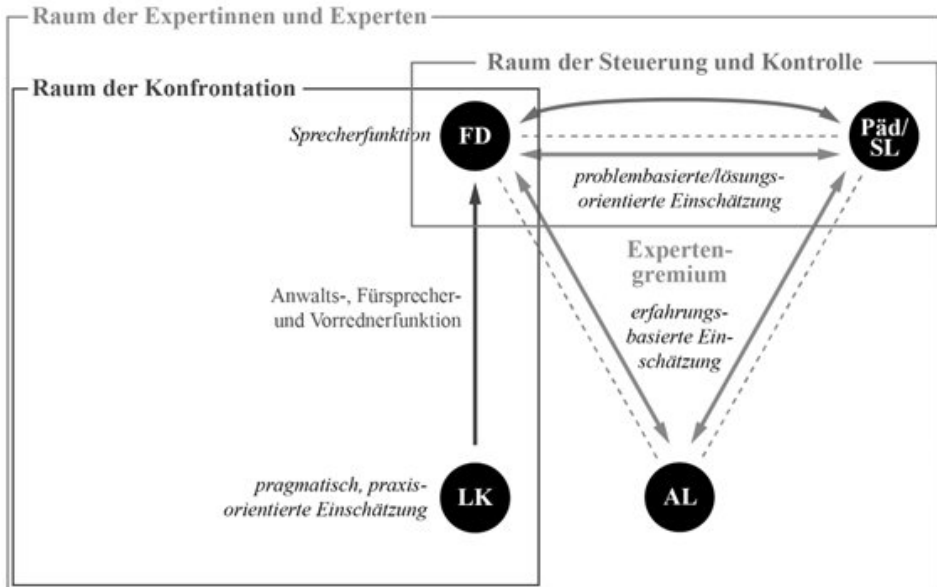 Raum der Expertinnen und Experten
Raum der Steuerung und Kontrolle
Raum der Konfrontation
Sprecherfunktion
FD
Päd/
SL
problembasierte/lösungs-
orientierte Einschätzung
Experten-
gremium
Anwalts-, Fürsprecher-
und Vorrednerfunktion
erfahrungs-
basierte Ein-
schätzung
pragmatisch, praxis-
orientierte Einschätzung
LK
AL